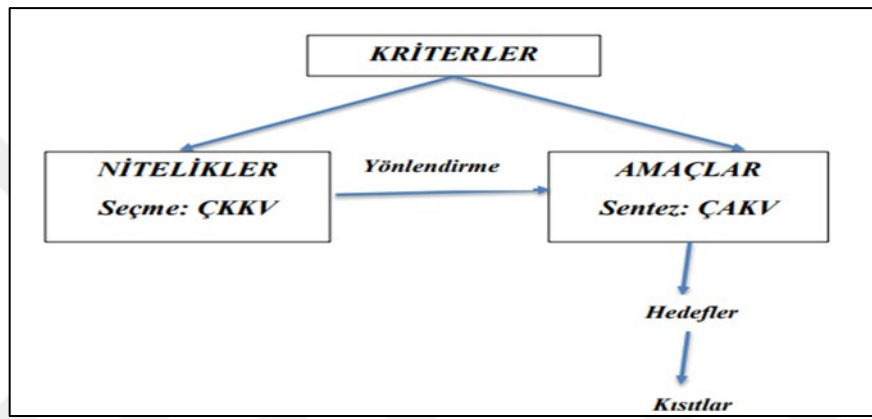 KRİTERLER
NİTELİKLER
Seçme: ÇKKV
Yönlendirme
AMAÇLAR
Sentez: ÇAKV
Hedefler
Kısıtlar